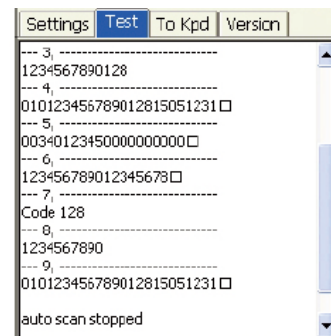 Settings Test To Kpd Version
--- 3, ----------------------------
1234567890128
--- 4, ----------------------------
010123456789012815051231□
--- 5, ----------------------------
00340123450000000000□
--- 6, ----------------------------
123456789012345678□
--- 7, ----------------------------
Code 128
--- 8, ----------------------------
1234567890
--- 9, ----------------------------
010123456789012815051231□
auto scan stopped